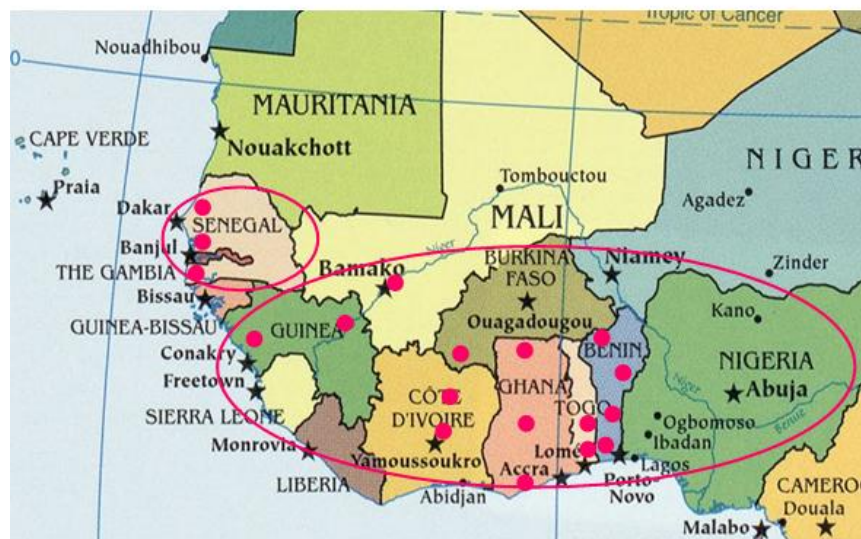 Tropic of Cancer
Nouadhibou
0
MAURITANIA
CAPE VERDE
Nouakchott
NIGER
Tombouctou
Praia
Agadez
Dakar
SENEGAL
MALI
Niger
Banjul
Niamey
BURKINA
FASO
Zinder
THE GAMBIA
Bamako
Bissau
Kano
GUINEA-BISSAU
GUINEA
Ouagadougou
BENIN
NIGERIA
Conakry
GHANA
Niger
Abuja
Freetown
CÔTE
D'IVOIRE
TOGO
Benue
SIERRA LEONE
Ogbomoso
Ibadan
Monrovia
Yamoussoukro
Lomé
Accra
Lagos
LIBERIA
Abidjan
PORTO-
NOVO
CAMERO
Douala
Malabo